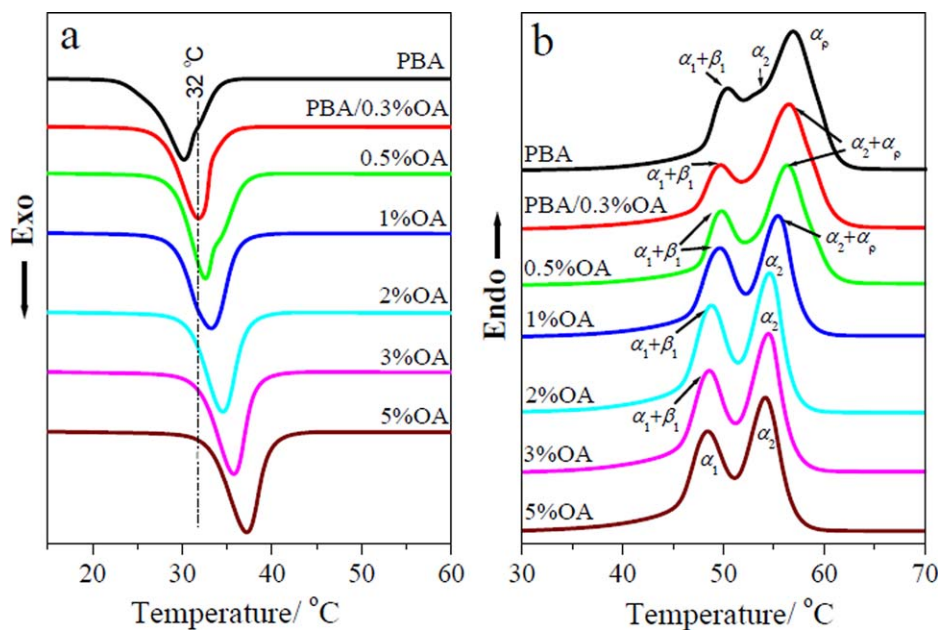 a
32 °C
PBA
PBA/0.3%OA
0.5%OA
1%OA
2%OA
3%OA
5%OA
Exo
20 30 40 50 60
Temperature/ °C
b
α₁+β₁
α₂
αₚ
PBA
α₁+β₁
α₂+αₚ
PBA/0.3%OA
α₁+β₁
α₂+αₚ
0.5%OA
α₂
1%OA
α₁+β₁
α₂
2%OA
α₁+β₁
3%OA
α₁
α₂
5%OA
Endo
30 40 50 60 70
Temperature/ °C